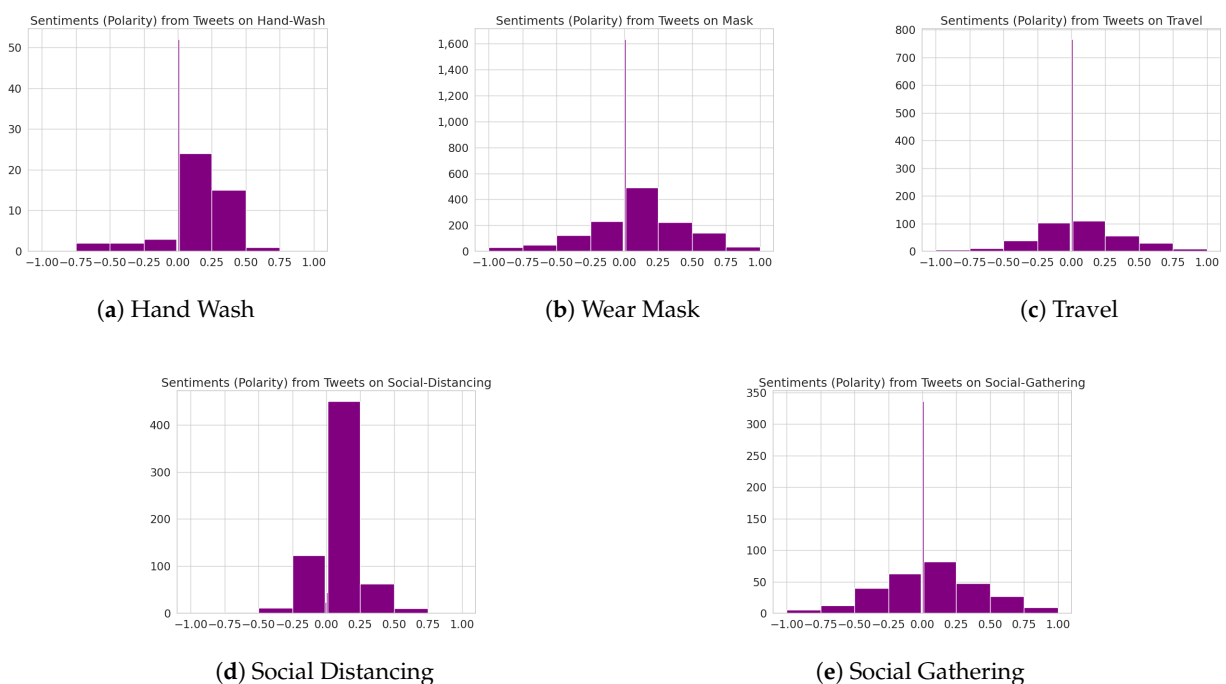 Sentiments (Polarity) from Tweets on Hand-Wash
50
40
30
20
10
0
−1.00 −0.75 −0.50 −0.25 0.00 0.25 0.50 0.75 1.00
(a) Hand Wash
Sentiments (Polarity) from Tweets on Mask
1,600
1,400
1,200
1,000
800
600
400
200
0
−1.00 −0.75 −0.50 −0.25 0.00 0.25 0.50 0.75 1.00
(b) Wear Mask
Sentiments (Polarity) from Tweets on Travel
800
700
600
500
400
300
200
100
0
−1.00 −0.75 −0.50 −0.25 0.00 0.25 0.50 0.75 1.00
(c) Travel
Sentiments (Polarity) from Tweets on Social-Distancing
400
300
200
100
0
−1.00 −0.75 −0.50 −0.25 0.00 0.25 0.50 0.75 1.00
(d) Social Distancing
Sentiments (Polarity) from Tweets on Social-Gathering
350
300
250
200
150
100
50
0
−1.00 −0.75 −0.50 −0.25 0.00 0.25 0.50 0.75 1.00
(e) Social Gathering